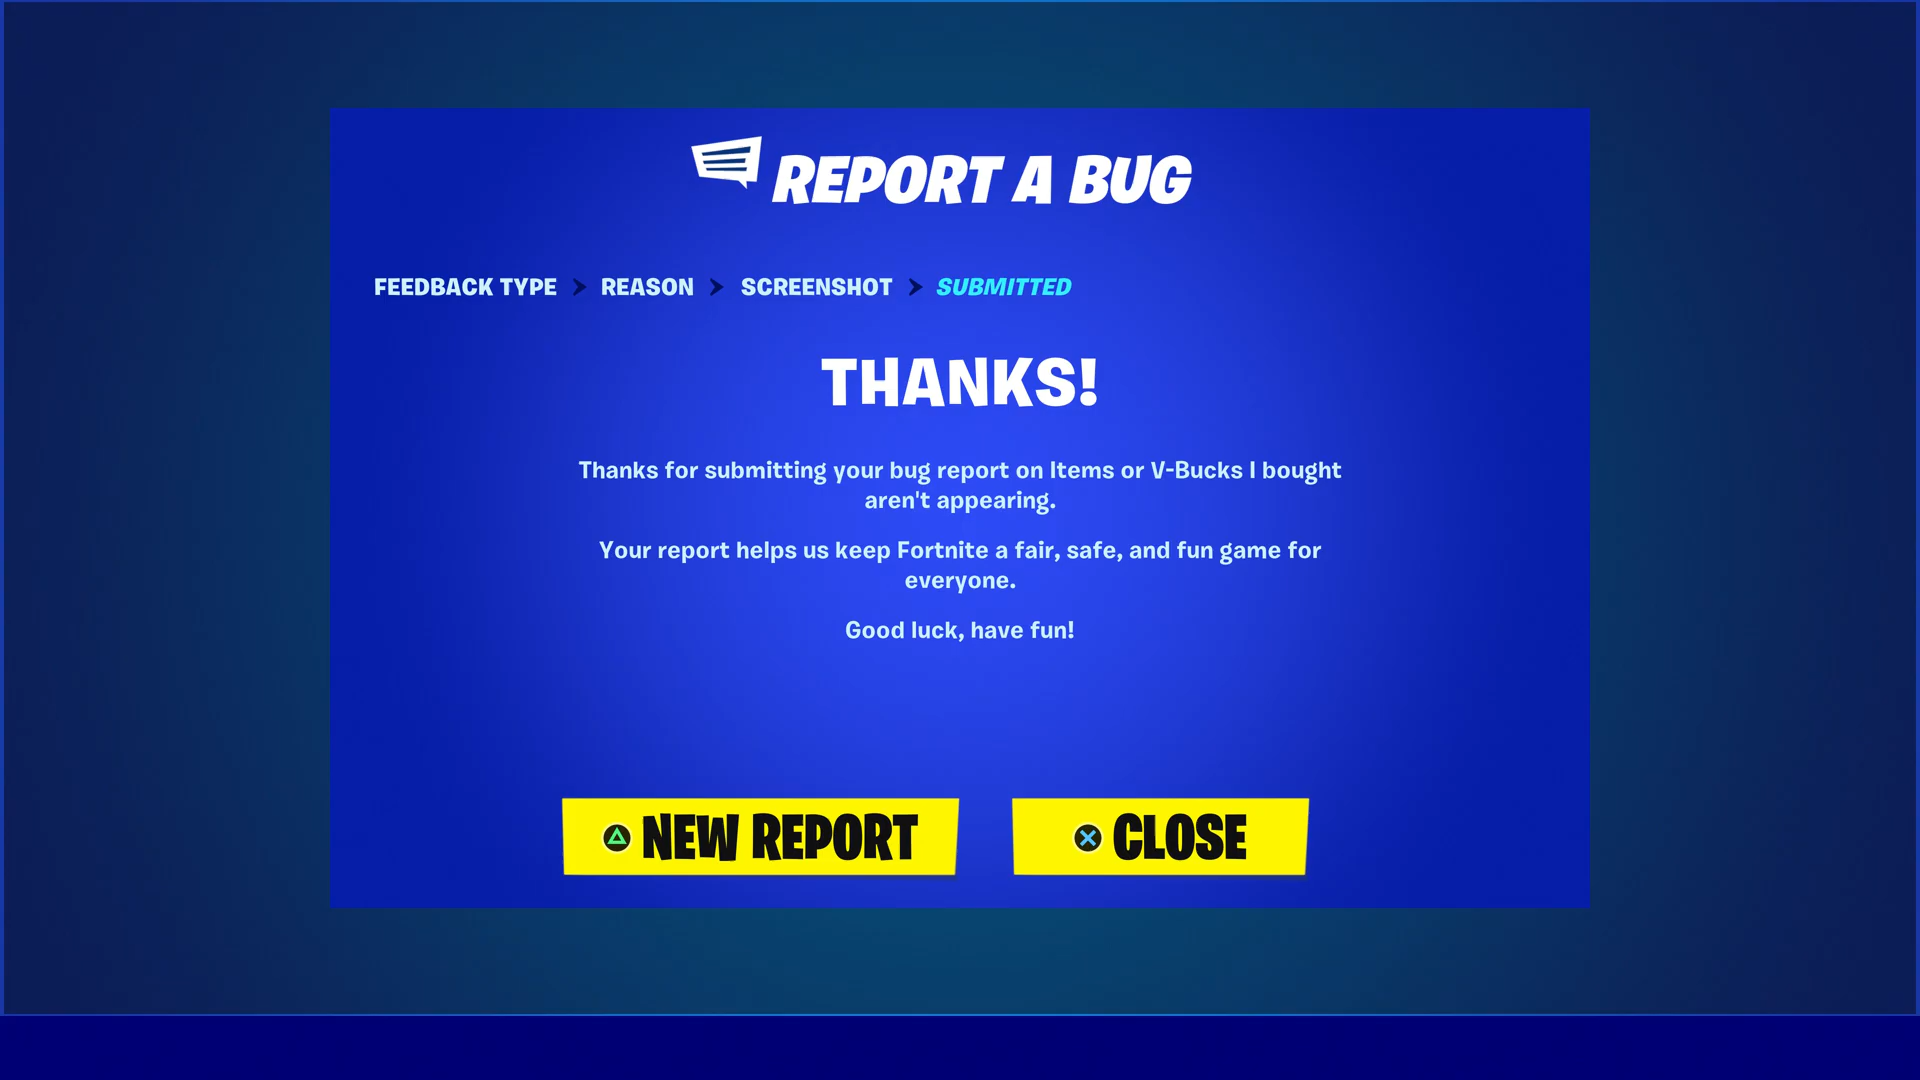 REPORT A BUG
FEEDBACK TYPE > REASON > SCREENSHOT > SUBMITTED
THANKS!
Thanks for submitting your bug report on Items or V-Bucks I bought
aren't appearing.
Your report helps us keep Fortnite a fair, safe, and fun game for
everyone.
Good luck, have fun!
NEW REPORT
CLOSE